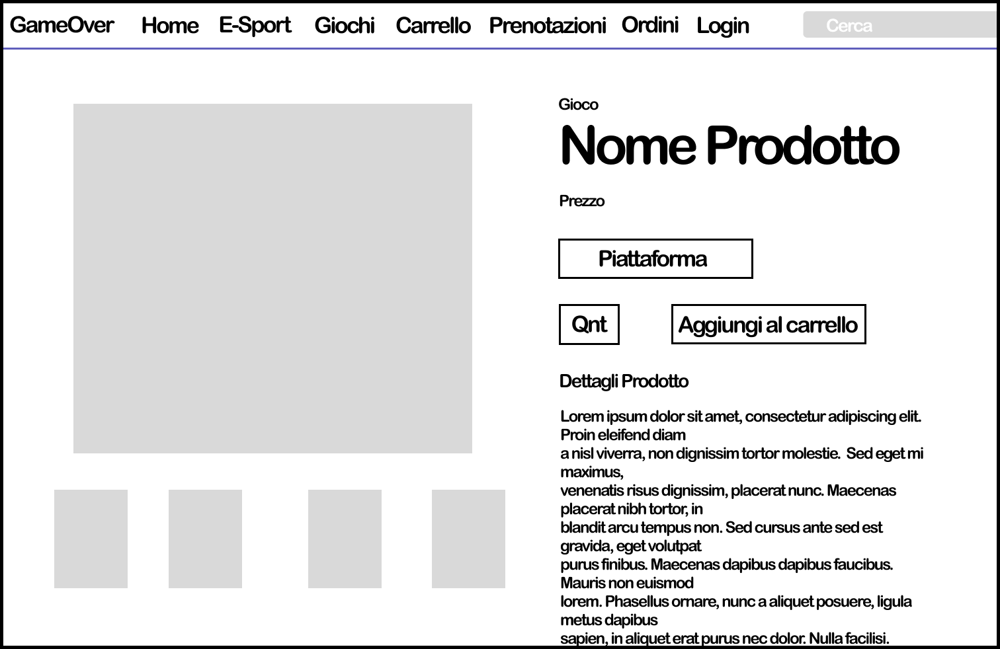 GameOver Home E-Sport Giochi Carrello Prenotazioni Ordini Login Cerca
Gioco
Nome Prodotto
Prezzo
Piattaforma
Qnt Aggiungi al carrello
Dettagli Prodotto
Lorem ipsum dolor sit amet, consectetur adipiscing elit.
Proin eleifend diam
a nisl viverra, non dignissim tortor molestie.  Sed eget mi
maximus,
venenatis risus dignissim, placerat nunc. Maecenas
placerat nibh tortor, in
blandit arcu tempus non. Sed cursus ante sed est
gravida, eget volutpat
purus finibus. Maecenas dapibus dapibus faucibus.
Mauris non euismod
lorem. Phasellus ornare, nunc a aliquet posuere, ligula
metus dapibus
sapien, in aliquet erat purus nec dolor. Nulla facilisi.